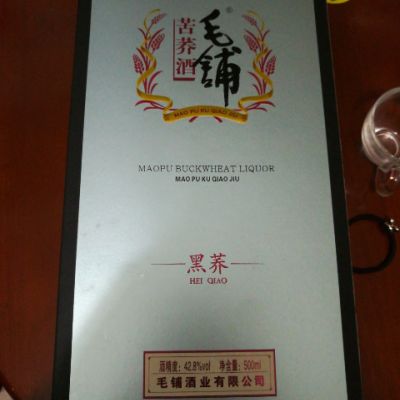 毛铺®
苦荞酒
MAO PU KU QIAO JIU
MAOPU BUCKWHEAT LIQUOR
MAO PU KU QIAO JIU
黑荞
HEI QIAO
酒精度：42.8%vol 净含量：500ml
毛铺酒业有限公司